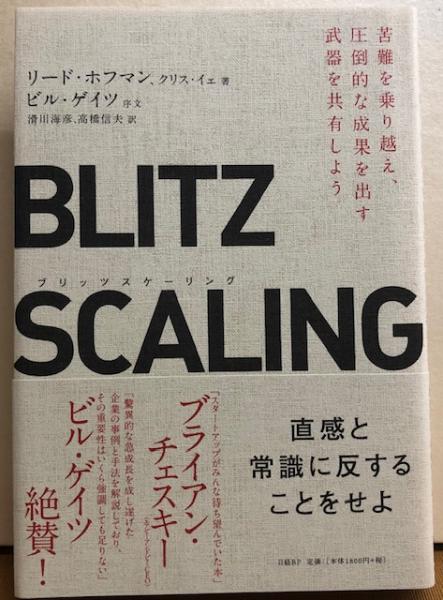 苦難を乗り越え、
圧倒的な成果を出す
武器を共有しよう
リード・ホフマン、クリス・イェ 著
ビル・ゲイツ 序文
滑川海彦、高橋信夫 訳
BLITZ
ブリッツスケーリング
SCALING
「スタートアップがみんな待ち望んでいた本」
ブライアン・
チェスキー
「驚異的な急成長を成し遂げた
企業の事例と手法を解説しており、
その重要性はいくら強調しても足りない」
ビル・ゲイツ
絶賛！
直感と
常識に反する
ことをせよ
日経BP 定価：［本体1800円+税］